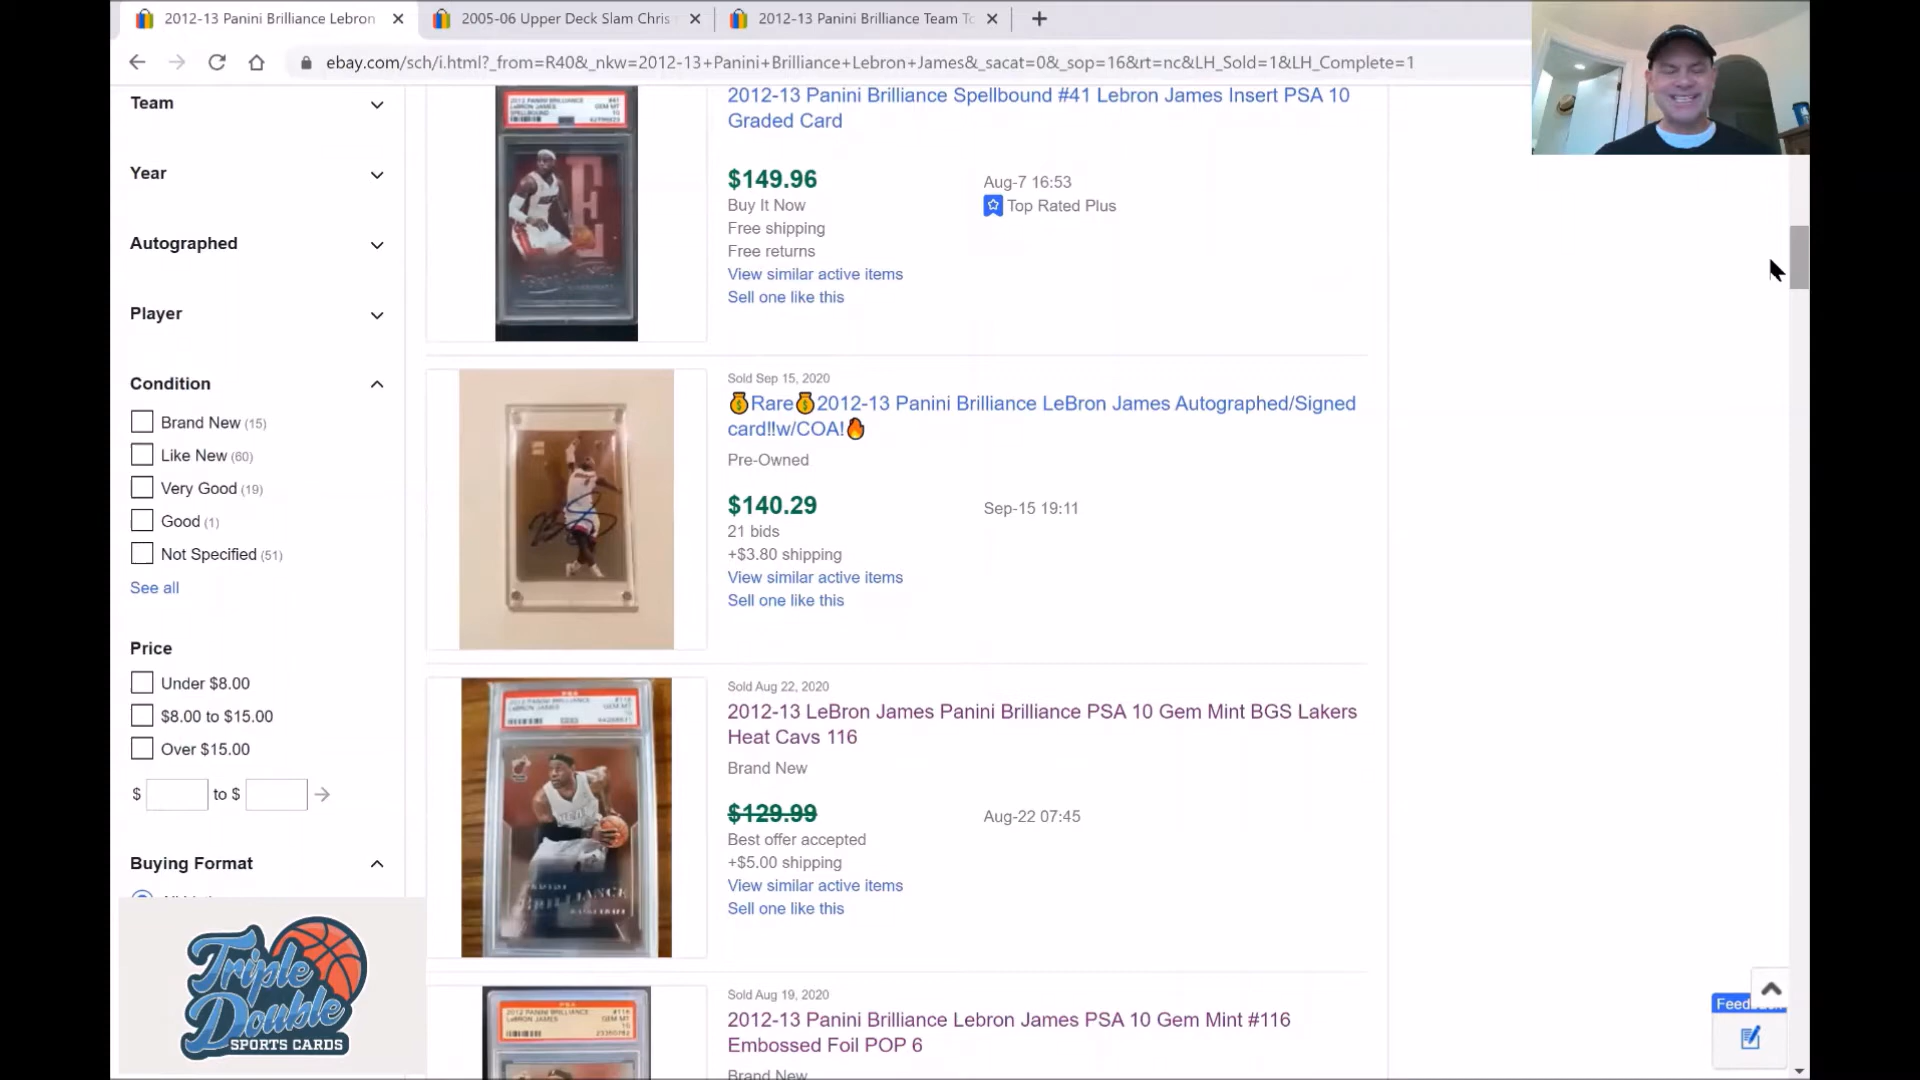 2012-13 Panini Brilliance Lebron
2005-06 Upper Deck Slam Chris
2012-13 Panini Brilliance Team To
ebay.com/sch/i.html?_from=R40&_nkw=2012-13+Panini+Brilliance+Lebron+James&_sacat=0&_sop=16&rt=nc&LH_Sold=1&LH_Complete=1
Team
Year
Autographed
Player
Condition
Brand New (15)
Like New (60)
Very Good (19)
Good (1)
Not Specified (51)
See all
Price
Under $8.00
$8.00 to $15.00
Over $15.00
$ to $
Buying Format
Triple
Double
SPORTS CARDS
2012-13 Panini Brilliance Spellbound #41 Lebron James Insert PSA 10
Graded Card
$149.96
Aug-7 16:53
Buy It Now
Top Rated Plus
Free shipping
Free returns
View similar active items
Sell one like this
Sold Sep 15, 2020
💰Rare💰2012-13 Panini Brilliance LeBron James Autographed/Signed
card!!w/COA!🔥
Pre-Owned
$140.29
Sep-15 19:11
21 bids
+$3.80 shipping
View similar active items
Sell one like this
Sold Aug 22, 2020
2012-13 LeBron James Panini Brilliance PSA 10 Gem Mint BGS Lakers
Heat Cavs 116
Brand New
$129.99
Aug-22 07:45
Best offer accepted
+$5.00 shipping
View similar active items
Sell one like this
Sold Aug 19, 2020
2012-13 Panini Brilliance Lebron James PSA 10 Gem Mint #116
Embossed Foil POP 6
Brand New